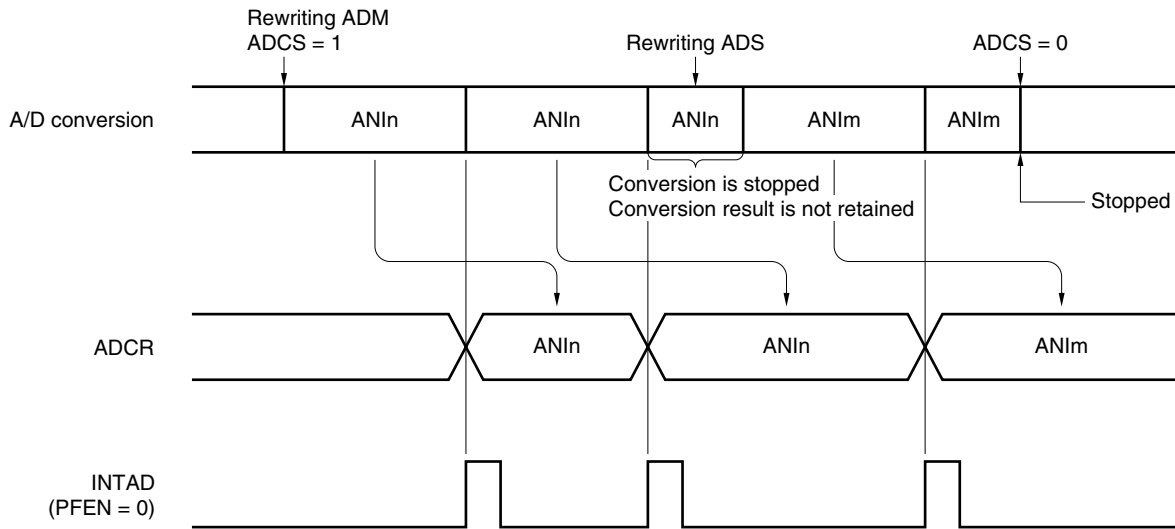 Rewriting ADM
ADCS = 1
Rewriting ADS
ADCS = 0
A/D conversion
ANIn
ANIn
ANIn
ANIm
ANIm
Conversion is stopped
Conversion result is not retained
Stopped
ADCR
ANIn
ANIn
ANIm
INTAD
(PFEN = 0)